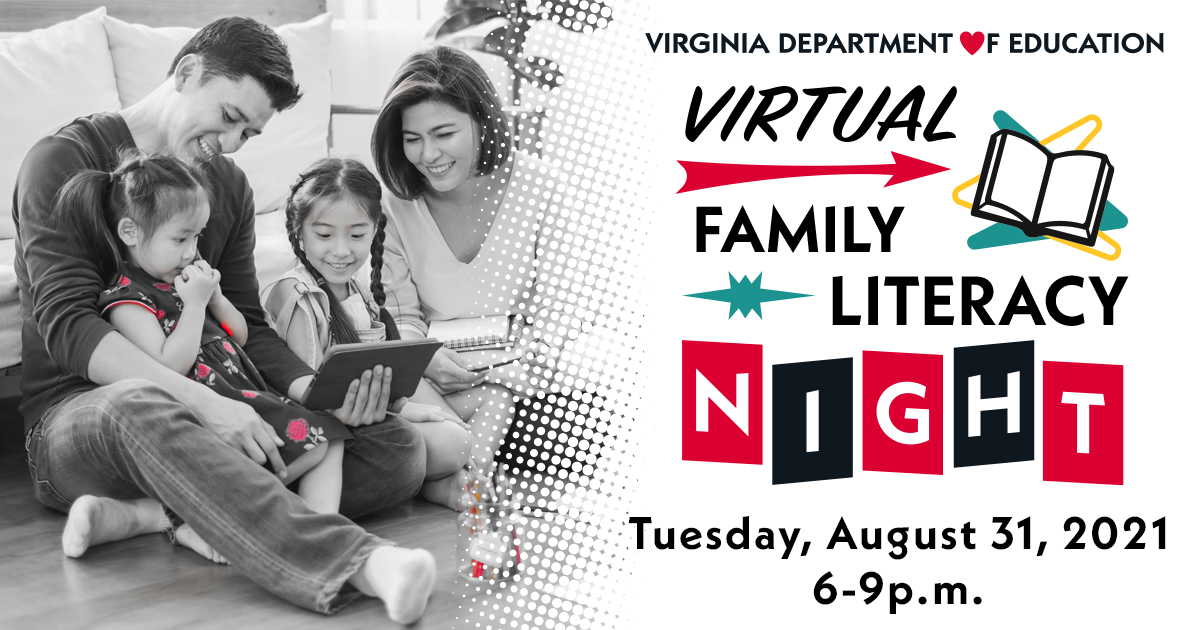 VIRGINIA DEPARTMENT OF EDUCATION
VIRTUAL
FAMILY
LITERACY
NIGHT
Tuesday, August 31, 2021
6-9p.m.